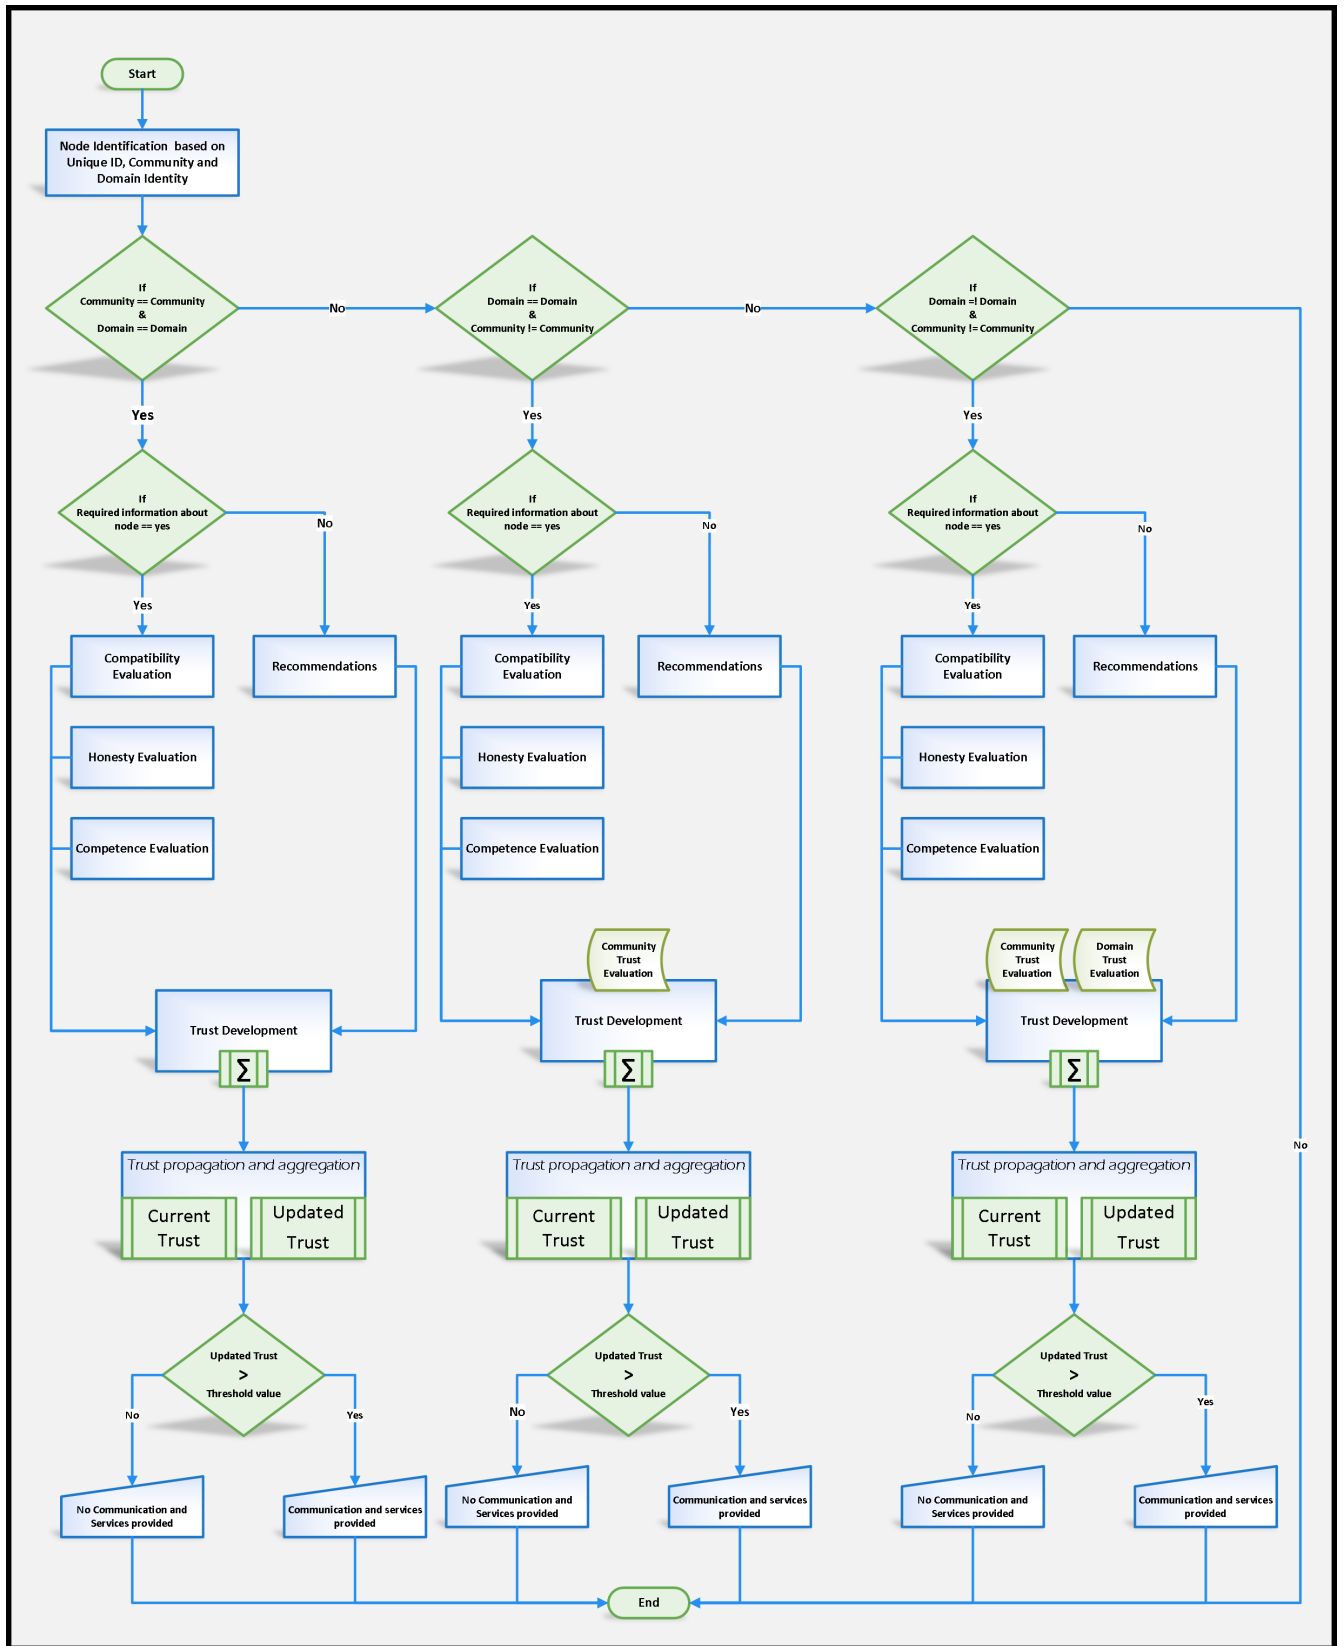 Start
Node Identification based on
Unique ID, Community and
Domain Identity
If
Community == Community
&
Domain == Domain
No
If
Domain == Domain
&
Community != Community
No
If
Domain =! Domain
&
Community != Community
Yes
Yes
Yes
If
Required information about
node == yes
No
If
Required information about
node == yes
No
If
Required information about
node == yes
No
Yes
Yes
Yes
Compatibility
Evaluation
Recommendations
Compatibility
Evaluation
Recommendations
Compatibility
Evaluation
Recommendations
Honesty Evaluation
Honesty Evaluation
Honesty Evaluation
Competence Evaluation
Competence Evaluation
Competence Evaluation
Community
Trust
Evaluation
Community
Trust
Evaluation
Domain
Trust
Evaluation
Trust Development
Σ
Trust Development
Σ
Trust Development
Σ
No
Trust propagation and aggregation
Current
Trust
Updated
Trust
Trust propagation and aggregation
Current
Trust
Updated
Trust
Trust propagation and aggregation
Current
Trust
Updated
Trust
Updated Trust
>
Threshold value
Updated Trust
>
Threshold value
Updated Trust
>
Threshold value
No
Yes
No
Yes
No
Yes
No Communication and
Services provided
Communication and services
provided
No Communication and
Services provided
Communication and services
provided
No Communication and
Services provided
Communication and services
provided
End